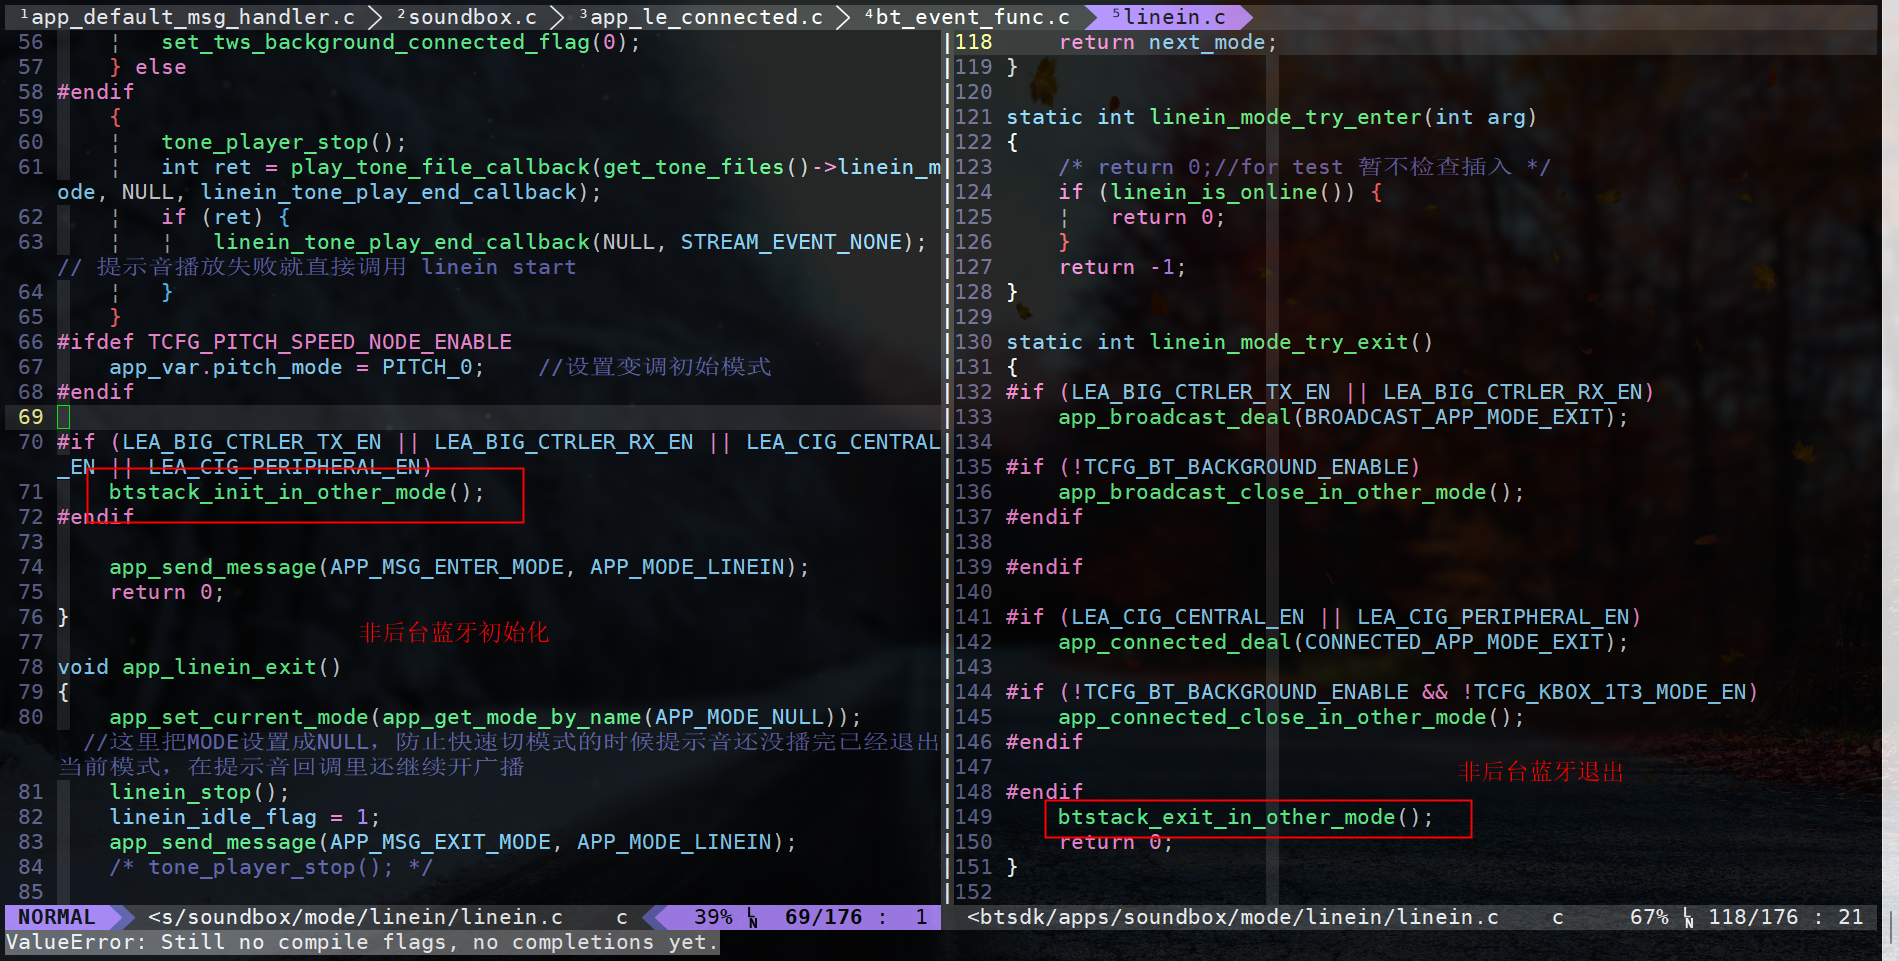 ¹app_default_msg_handler.c ²soundbox.c ³app_le_connected.c ⁴bt_event_func.c ⁵linein.c
56 ¦ set_tws_background_connected_flag(0);
57 } else
58 #endif
59 {
60 ¦ tone_player_stop();
61 ¦ int ret = play_tone_file_callback(get_tone_files()->linein_m
ode, NULL, linein_tone_play_end_callback);
62 ¦ if (ret) {
63 ¦ ¦ linein_tone_play_end_callback(NULL, STREAM_EVENT_NONE);
// 提示音播放失败就直接调用 linein start
64 ¦ }
65 }
66 #ifdef TCFG_PITCH_SPEED_NODE_ENABLE
67 app_var.pitch_mode = PITCH_0; //设置变调初始模式
68 #endif
69
70 #if (LEA_BIG_CTRLER_TX_EN || LEA_BIG_CTRLER_RX_EN || LEA_CIG_CENTRAL
_EN || LEA_CIG_PERIPHERAL_EN)
71 btstack_init_in_other_mode();
72 #endif
73
74 app_send_message(APP_MSG_ENTER_MODE, APP_MODE_LINEIN);
75 return 0;
76 }
非后台蓝牙初始化
77
78 void app_linein_exit()
79 {
80 app_set_current_mode(app_get_mode_by_name(APP_MODE_NULL));
//这里把MODE设置成NULL，防止快速切模式的时候提示音还没播完已经退出
当前模式，在提示音回调里还继续开广播
81 linein_stop();
82 linein_idle_flag = 1;
83 app_send_message(APP_MSG_EXIT_MODE, APP_MODE_LINEIN);
84 /* tone_player_stop(); */
85
118 return next_mode;
119 }
120
121 static int linein_mode_try_enter(int arg)
122 {
123 /* return 0;//for test 暂不检查插入 */
124 if (linein_is_online()) {
125 ¦ return 0;
126 }
127 return -1;
128 }
129
130 static int linein_mode_try_exit()
131 {
132 #if (LEA_BIG_CTRLER_TX_EN || LEA_BIG_CTRLER_RX_EN)
133 app_broadcast_deal(BROADCAST_APP_MODE_EXIT);
134
135 #if (!TCFG_BT_BACKGROUND_ENABLE)
136 app_broadcast_close_in_other_mode();
137 #endif
138
139 #endif
140
141 #if (LEA_CIG_CENTRAL_EN || LEA_CIG_PERIPHERAL_EN)
142 app_connected_deal(CONNECTED_APP_MODE_EXIT);
143
144 #if (!TCFG_BT_BACKGROUND_ENABLE && !TCFG_KBOX_1T3_MODE_EN)
145 app_connected_close_in_other_mode();
146 #endif
147
非后台蓝牙退出
148 #endif
149 btstack_exit_in_other_mode();
150 return 0;
151 }
152
NORMAL <s/soundbox/mode/linein/linein.c c 39% LN 69/176 : 1 <btsdk/apps/soundbox/mode/linein/linein.c c 67% LN 118/176 : 21
ValueError: Still no compile flags, no completions yet.